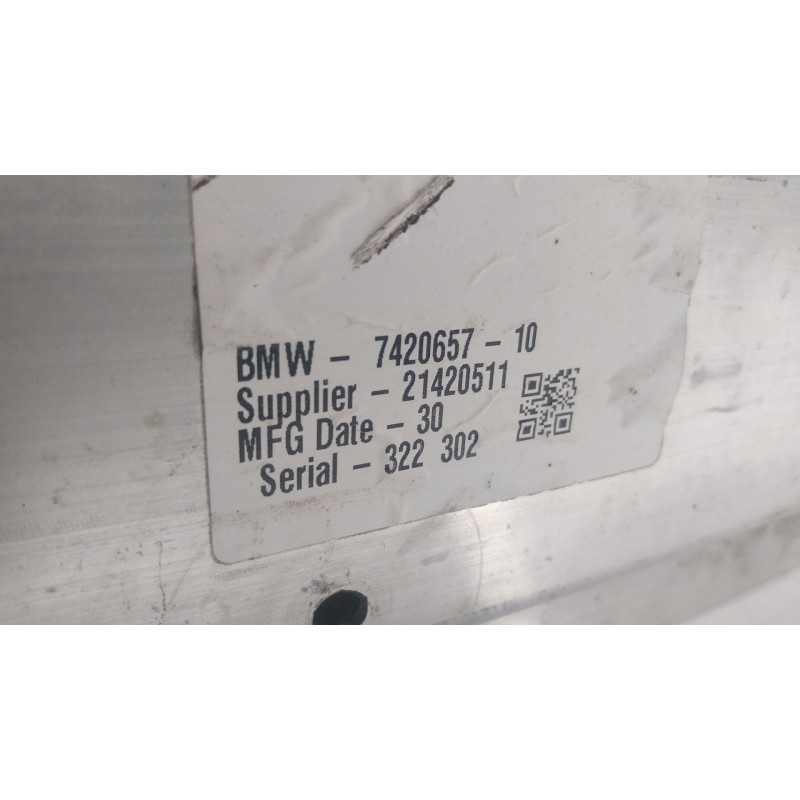 BMW - 7420657 - 10
Supplier - 21420511
MFG Date - 30
Serial - 322 302